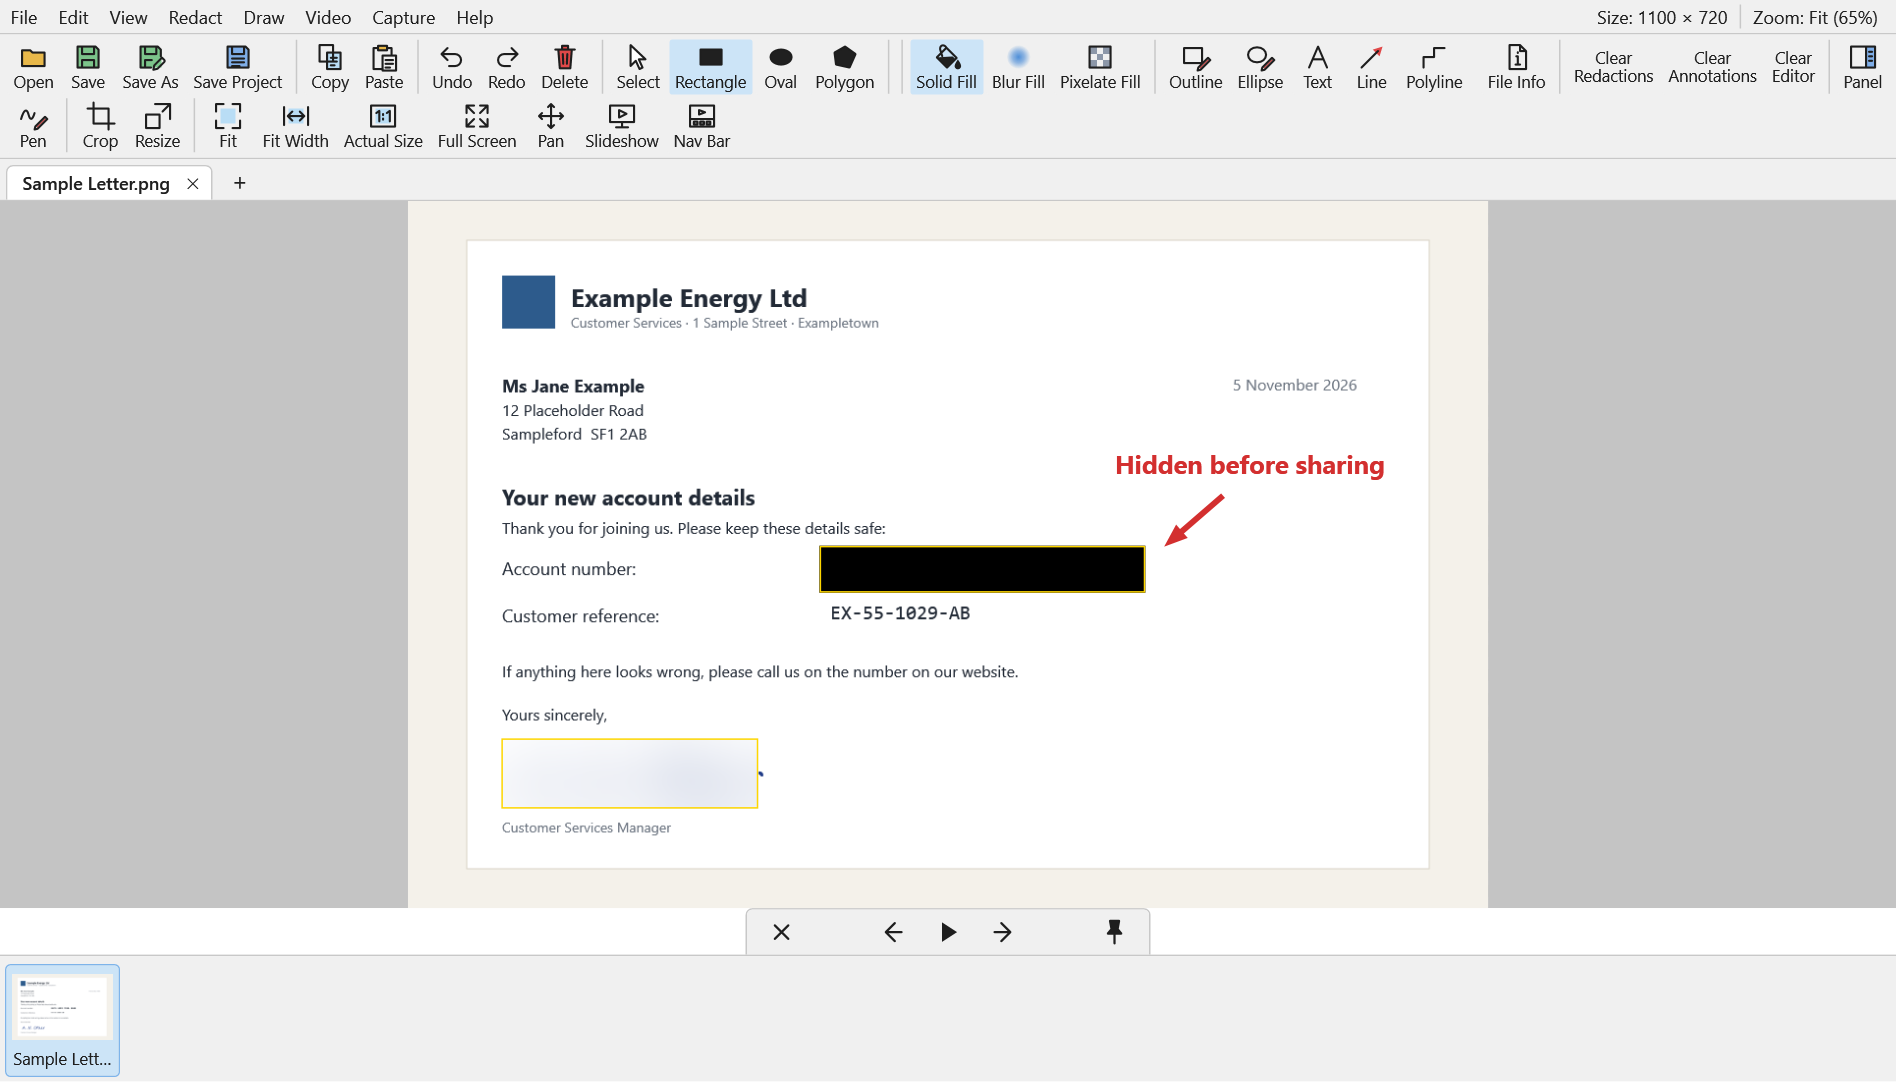 File Edit View Redact Draw Video Capture Help Size: 1100 × 720 Zoom: Fit (65%)
Open Save Save As Save Project Copy Paste Undo Redo Delete Select Rectangle Oval Polygon Solid Fill Blur Fill Pixelate Fill Outline Ellipse Text Line Polyline File Info Clear Redactions Clear Annotations Clear Editor Panel
Pen Crop Resize Fit Fit Width 1:1 Actual Size Full Screen Pan Slideshow Nav Bar
Sample Letter.png
Example Energy Ltd
Customer Services · 1 Sample Street · Exampletown
Ms Jane Example 5 November 2026
12 Placeholder Road
Sampleford SF1 2AB
Hidden before sharing
Your new account details
Thank you for joining us. Please keep these details safe:
Account number:
Customer reference: EX-55-1029-AB
If anything here looks wrong, please call us on the number on our website.
Yours sincerely,
Customer Services Manager
Sample Lett...